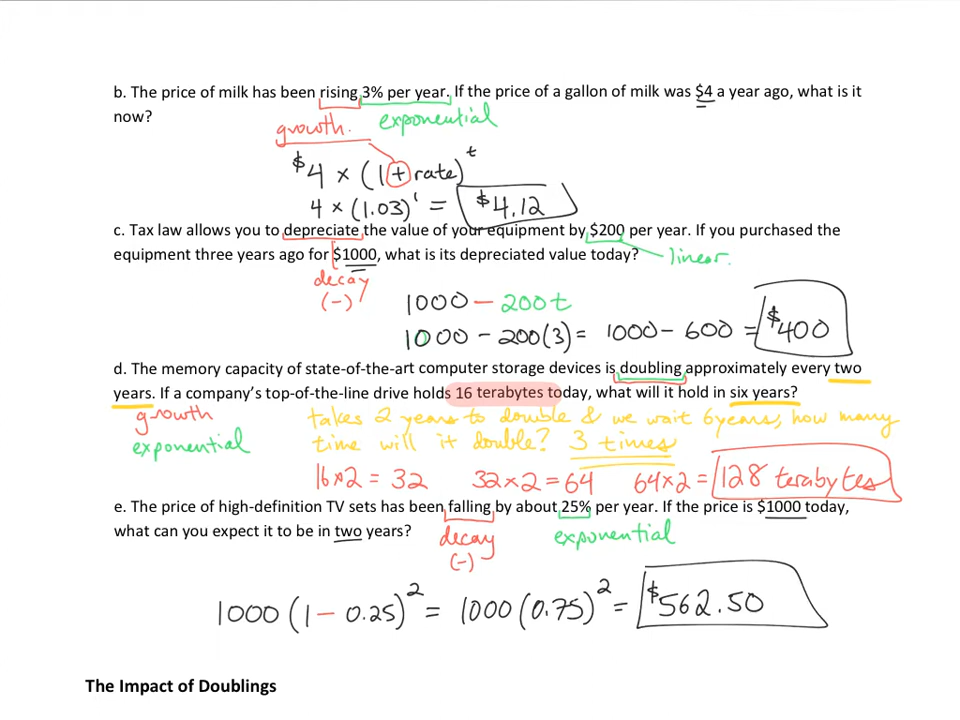 b. The price of milk has been rising 3% per year. If the price of a gallon of milk was $4 a year ago, what is it
now?
growth. exponential
$4 × (1 + rate)^t
4 × (1.03)^1 = $4.12
c. Tax law allows you to depreciate the value of your equipment by $200 per year. If you purchased the
equipment three years ago for $1000, what is its depreciated value today? linear.
decay
(-)
1000 - 200t
1000 - 200(3) = 1000 - 600 = $400
d. The memory capacity of state-of-the-art computer storage devices is doubling approximately every two
years. If a company's top-of-the-line drive holds 16 terabytes today, what will it hold in six years?
growth takes 2 years to double & we wait 6 years, how many
exponential time will it double? 3 times
16×2 = 32 32×2 = 64 64×2 = 128 terabytes
e. The price of high-definition TV sets has been falling by about 25% per year. If the price is $1000 today,
what can you expect it to be in two years? decay exponential
(-)
1000 (1 - 0.25)^2 = 1000 (0.75)^2 = $562.50
The Impact of Doublings